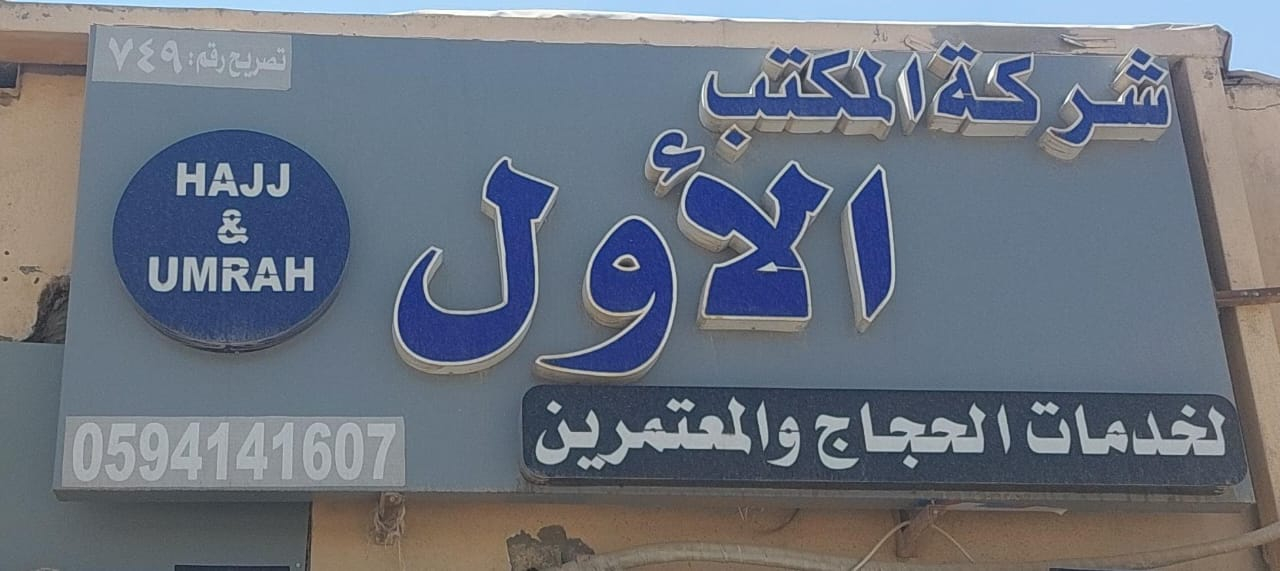 شركة المكتب
الأول
لخدمات الحجاج والمعتمرين
تصريح رقم: ٧٤٩
HAJJ
&
UMRAH
0594141607